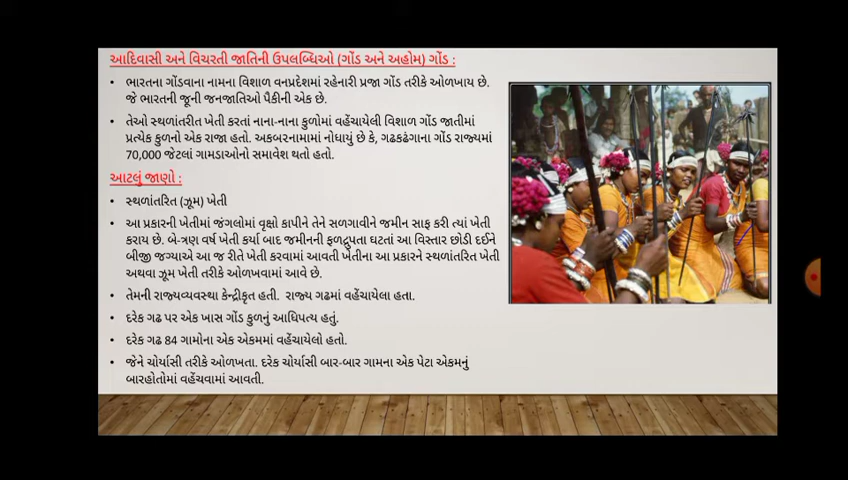 આદિવાસી અને વિચરતી જાતિની ઉપલબ્ધિઓ (ગોંડ અને અહોમ) ગોંડ :
• ભારતના ગોંડવાના નામના વિશાળ વનપ્રદેશમાં રહેનારી પ્રજા ગોંડ તરીકે ઓળખાય છે.
જે ભારતની જૂની જનજાતિઓ પૈકીની એક છે.
• તેઓ સ્થળાંતરીત ખેતી કરતાં નાના-નાના કુળોમાં વહેંચાયેલી વિશાળ ગોંડ જાતીમાં
પ્રત્યેક કુળનો એક રાજા હતો. અકબરનામામાં નોધાયું છે કે, ગઢકઢંગાના ગોંડ રાજ્યમાં
70,000 જેટલાં ગામડાઓનો સમાવેશ થતો હતો.
આટલું જાણો :
• સ્થળાંતરિત (ઝૂમ) ખેતી
• આ પ્રકારની ખેતીમાં જંગલોમાં વૃક્ષો કાપીને તેને સળગાવીને જમીન સાફ કરી ત્યાં ખેતી
કરાય છે. બે-ત્રણ વર્ષ ખેતી કર્યા બાદ જમીનની ફળદ્રુપતા ઘટતાં આ વિસ્તાર છોડી દઈને
બીજી જગ્યાએ આ જ રીતે ખેતી કરવામાં આવતી ખેતીના આ પ્રકારને સ્થળાંતરિત ખેતી
અથવા ઝૂમ ખેતી તરીકે ઓળખવામાં આવે છે.
• તેમની રાજ્યવ્યવસ્થા કેન્દ્રીકૃત હતી. રાજ્ય ગઢમાં વહેંચાયેલા હતા.
• દરેક ગઢ પર એક ખાસ ગોંડ કુળનું આધિપત્ય હતું.
• દરેક ગઢ 84 ગામોના એક એકમમાં વહેંચાયેલો હતો.
• જેને ચોર્યાસી તરીકે ઓળખતા. દરેક ચોર્યાસી બાર-બાર ગામના એક પેટા એકમનું
બારહોતોમાં વહેંચવામાં આવતી.